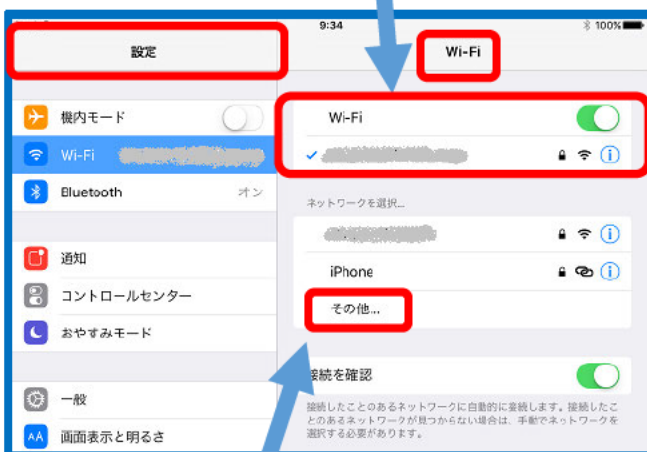 9:34
100%
設定
Wi-Fi
機内モード
Wi-Fi
Bluetooth オン
通知
コントロールセンター
おやすみモード
一般
AA 画面表示と明るさ
Wi-Fi
ネットワークを選択...
iPhone
その他...
接続を確認
接続したことのあるネットワークに自動的に接続します。接続したこ
とのあるネットワークが見つからない場合は、手動でネットワークを
選択する必要があります。